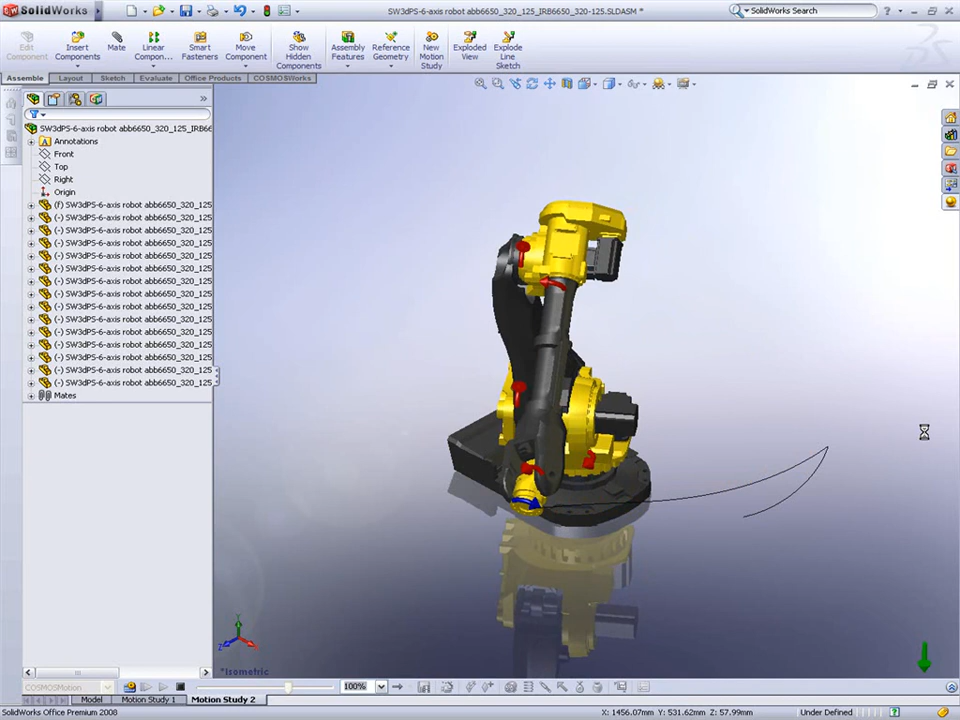 SolidWorks
SW3dPS-6-axis robot abb6650_320_125_IRB6650_320-125.SLDASM *
SolidWorks Search
Edit Component
Insert Components
Mate
Linear Compon...
Smart Fasteners
Move Component
Show Hidden Components
Assembly Features
Reference Geometry
New Motion Study
Exploded View
Explode Line Sketch
Assemble
Layout
Sketch
Evaluate
Office Products
COSMOSWorks
SW3dPS-6-axis robot abb6650_320_125_IRB66
Annotations
Front
Top
Right
Origin
(f) SW3dPS-6-axis robot abb6650_320_125
(-) SW3dPS-6-axis robot abb6650_320_125
(-) SW3dPS-6-axis robot abb6650_320_125
(-) SW3dPS-6-axis robot abb6650_320_125
(-) SW3dPS-6-axis robot abb6650_320_125
(-) SW3dPS-6-axis robot abb6650_320_125
(-) SW3dPS-6-axis robot abb6650_320_125
(-) SW3dPS-6-axis robot abb6650_320_125
(-) SW3dPS-6-axis robot abb6650_320_125
(-) SW3dPS-6-axis robot abb6650_320_125
(-) SW3dPS-6-axis robot abb6650_320_125
(-) SW3dPS-6-axis robot abb6650_320_125
(-) SW3dPS-6-axis robot abb6650_320_125
(-) SW3dPS-6-axis robot abb6650_320_125
(-) SW3dPS-6-axis robot abb6650_320_125
Mates
*Isometric
COSMOSMotion
100%
Model
Motion Study 1
Motion Study 2
SolidWorks Office Premium 2008
X: 1456.07mm Y: 531.62mm Z: 57.99mm
Under Defined